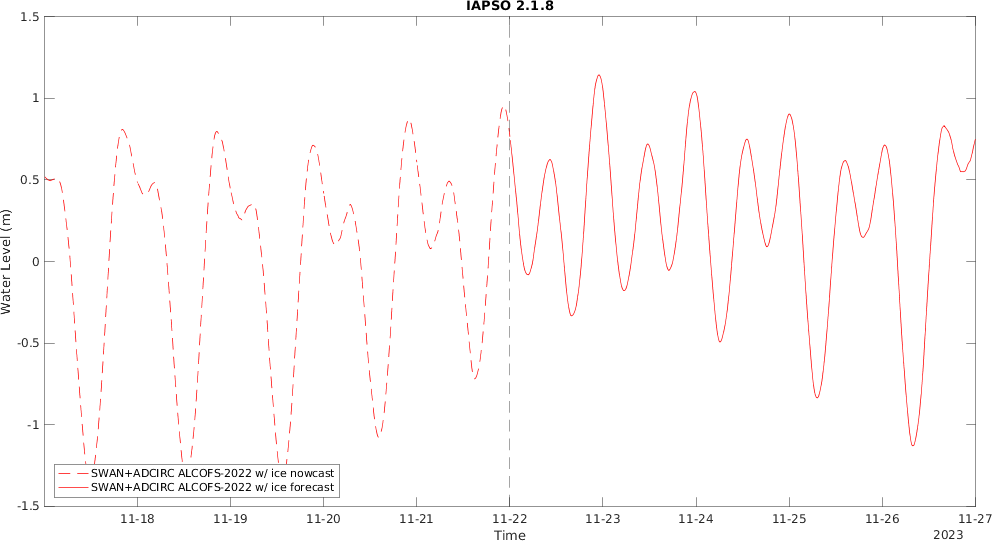 IAPSO 2.1.8
1.5
1
0.5
0
-0.5
-1
-1.5
Water Level (m)
SWAN+ADCIRC ALCOFS-2022 w/ ice nowcast
SWAN+ADCIRC ALCOFS-2022 w/ ice forecast
11-18 11-19 11-20 11-21 11-22 11-23 11-24 11-25 11-26 11-27
Time
2023